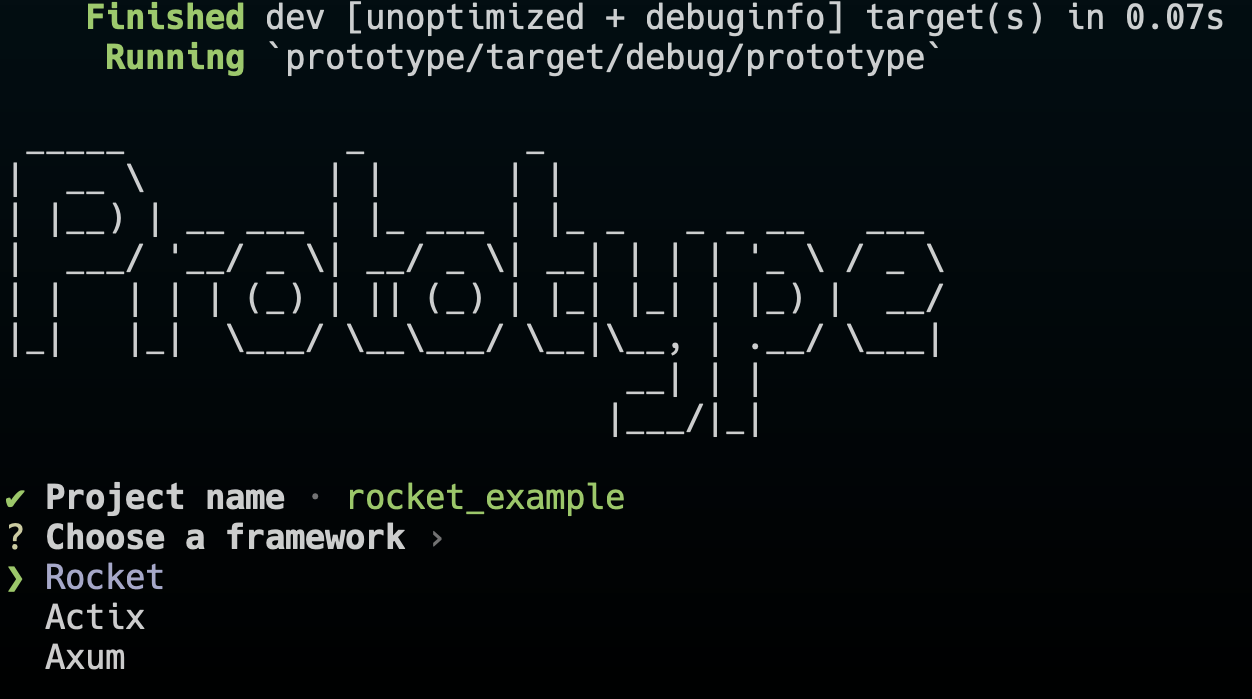 Finished dev [unoptimized + debuginfo] target(s) in 0.07s
Running `prototype/target/debug/prototype`
Prototype
✔ Project name · rocket_example
? Choose a framework ›
❯ Rocket
Actix
Axum